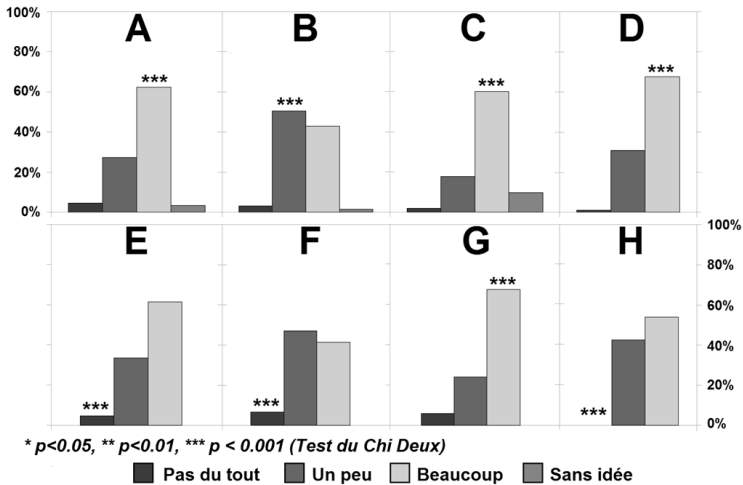 100%
80%
60%
40%
20%
0%
A B C D
*** *** *** ***
E F G H
*** *** *** ***
100%
80%
60%
40%
20%
0%
* p<0.05, ** p<0.01, *** p < 0.001 (Test du Chi Deux)
Pas du tout Un peu Beaucoup Sans idée